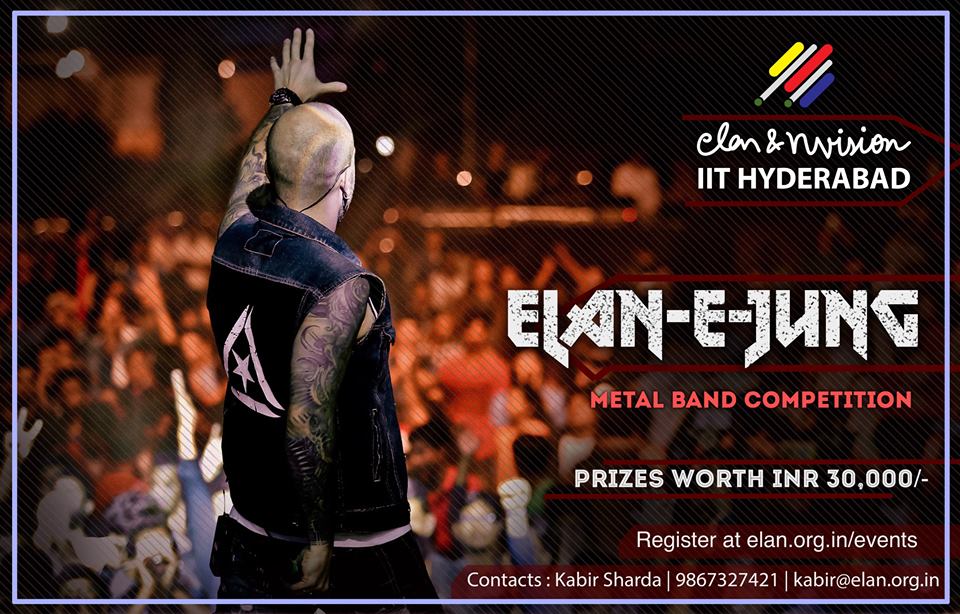 elan & nvision
IIT HYDERABAD
ELAN-E-JUNG
METAL BAND COMPETITION
PRIZES WORTH INR 30,000/-
Register at elan.org.in/events
Contacts : Kabir Sharda | 9867327421 | kabir@elan.org.in